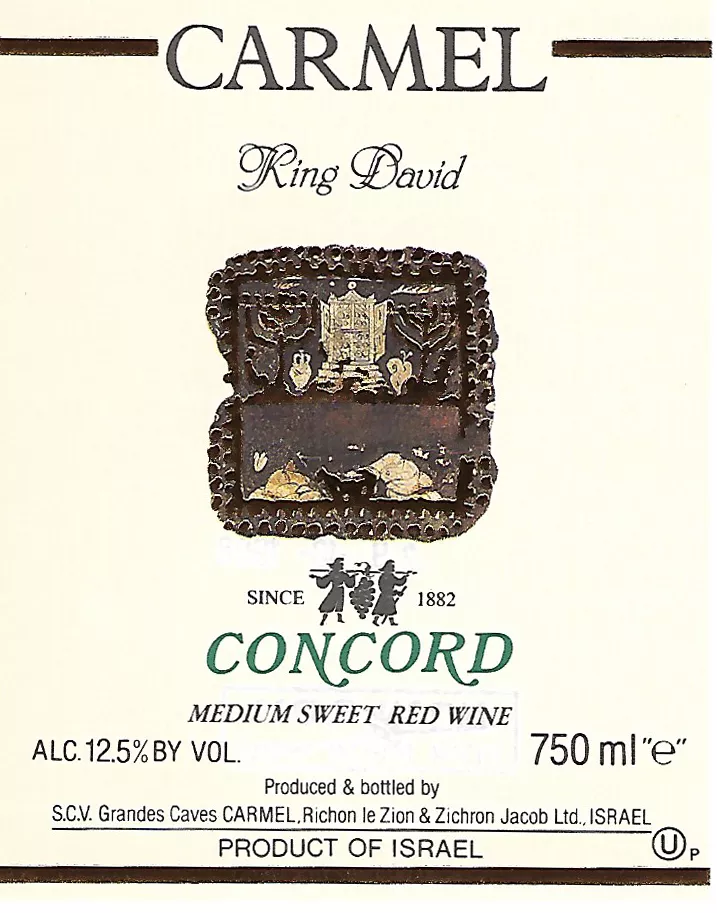 CARMEL
King David
SINCE 1882
CONCORD
MEDIUM SWEET RED WINE
ALC. 12.5% BY VOL. 750 ml "℮"
Produced & bottled by
S.C.V. Grandes Caves CARMEL, Richon le Zion & Zichron Jacob Ltd., ISRAEL
PRODUCT OF ISRAEL
Ⓤ P